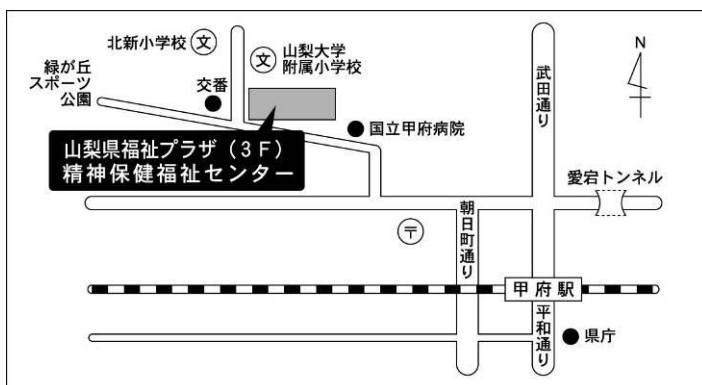 北新小学校
文
文
山梨大学
附属小学校
緑が丘
スポーツ
公園
交番
国立甲府病院
山梨県福祉プラザ（3F）
精神保健福祉センター
武田通り
N
愛宕トンネル
朝日町通り
〒
甲府駅
平和通り
県庁